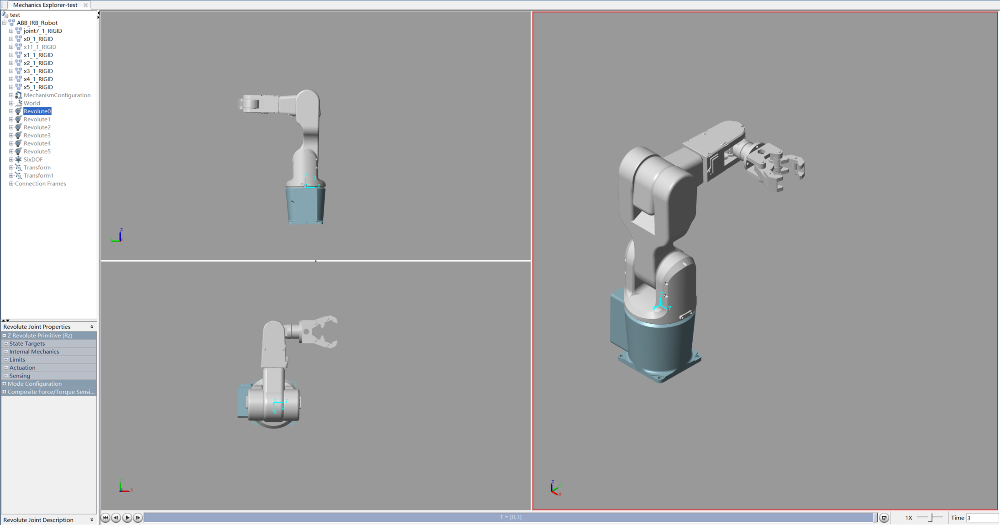 Mechanics Explorer-test
test
ABB_IRB_Robot
joint7_1_RIGID
x0_1_RIGID
x11_1_RIGID
x1_1_RIGID
x2_1_RIGID
x3_1_RIGID
x4_1_RIGID
x5_1_RIGID
MechanismConfiguration
World
Revolute0
Revolute1
Revolute2
Revolute3
Revolute4
Revolute5
SixDOF
Transform
Transform1
Connection Frames
Revolute Joint Properties
Z Revolute Primitive (Rz)
State Targets
Internal Mechanics
Limits
Actuation
Sensing
Mode Configuration
Composite Force/Torque Sensi...
Revolute Joint Description
Z
X
Z
Z
Y
X
Z
X
Z
Y
Z
X
T = [0,3]
1X
Time 3